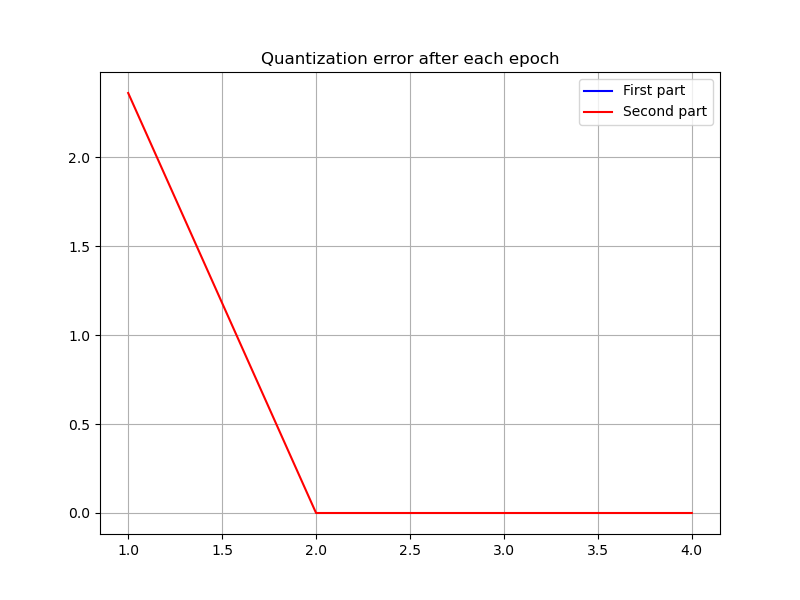 Quantization error after each epoch
First part
Second part
2.0
1.5
1.0
0.5
0.0
1.0 1.5 2.0 2.5 3.0 3.5 4.0